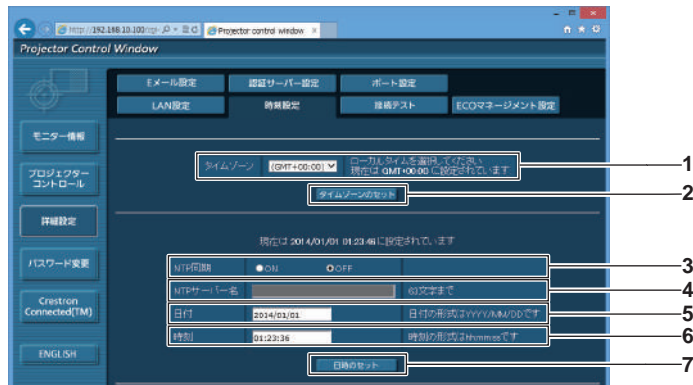 http://192.168.10.100/cgi-
Projector control window
Projector Control Window
Eメール設定 認証サーバー設定 ポート設定
LAN設定 時刻設定 接続テスト ECOマネージメント設定
モニター情報
プロジェクター
コントロール
詳細設定
パスワード変更
Crestron
Connected(TM)
ENGLISH
タイムゾーン (GMT+00:00) ローカルタイムを選択してください
現在は GMT+00:00 に設定されています
1
タイムゾーンのセット
2
現在は 2014/01/01 01:23:46 に設定されています
NTP同期 ON OFF
3
NTPサーバー名 63文字まで
4
日付 2014/01/01 日付の形式はYYYY/MM/DDです
5
時刻 01:23:36 時刻の形式はhh:mm:ssです
6
日時のセット
7